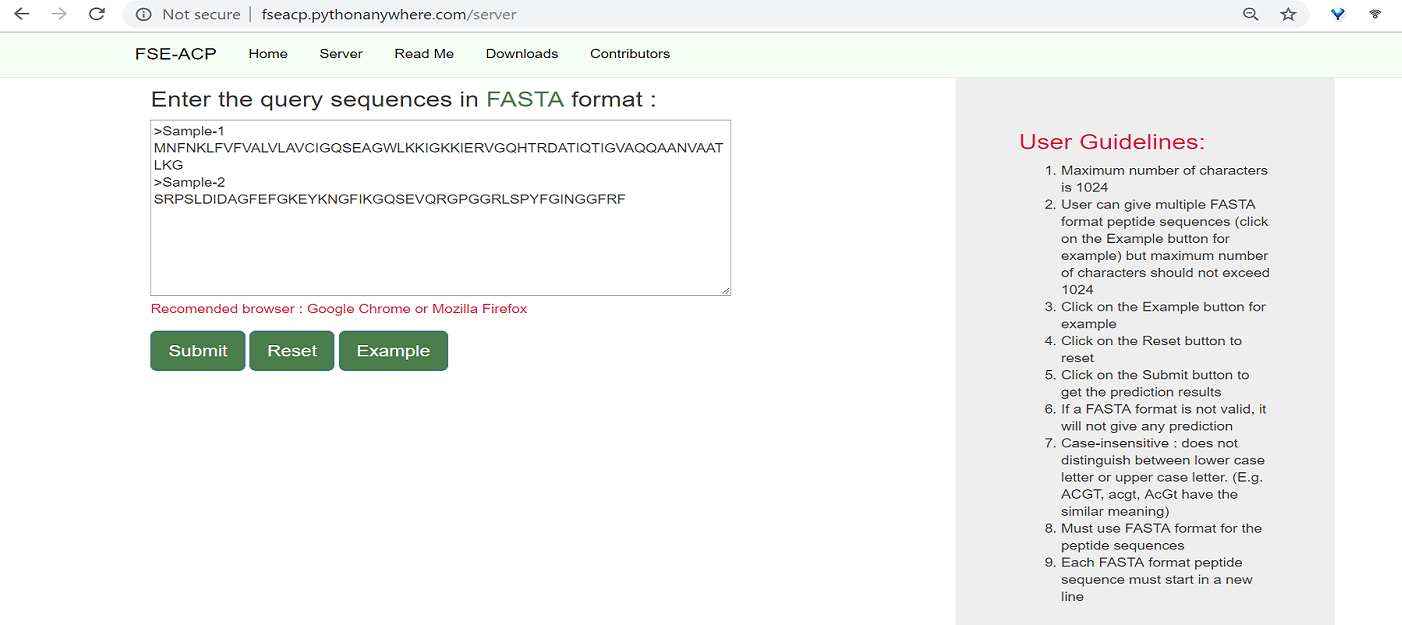 Not secure | fseacp.pythonanywhere.com/server
FSE-ACP Home Server Read Me Downloads Contributors
Enter the query sequences in FASTA format :
>Sample-1
MNFNKLFVFVALVLAVCIGQSEAGWLKKIGKKIERVGQHTRDATIQTIGVAQQAANVAAT
LKG
>Sample-2
SRPSLDIDAGFEFGKEYKNGFIKGQSEVQRGPGGRLSPYFGINGGFRF
Recomended browser : Google Chrome or Mozilla Firefox
Submit Reset Example
User Guidelines:
1. Maximum number of characters
is 1024
2. User can give multiple FASTA
format peptide sequences (click
on the Example button for
example) but maximum number
of characters should not exceed
1024
3. Click on the Example button for
example
4. Click on the Reset button to
reset
5. Click on the Submit button to
get the prediction results
6. If a FASTA format is not valid, it
will not give any prediction
7. Case-insensitive : does not
distinguish between lower case
letter or upper case letter. (E.g.
ACGT, acgt, AcGt have the
similar meaning)
8. Must use FASTA format for the
peptide sequences
9. Each FASTA format peptide
sequence must start in a new
line